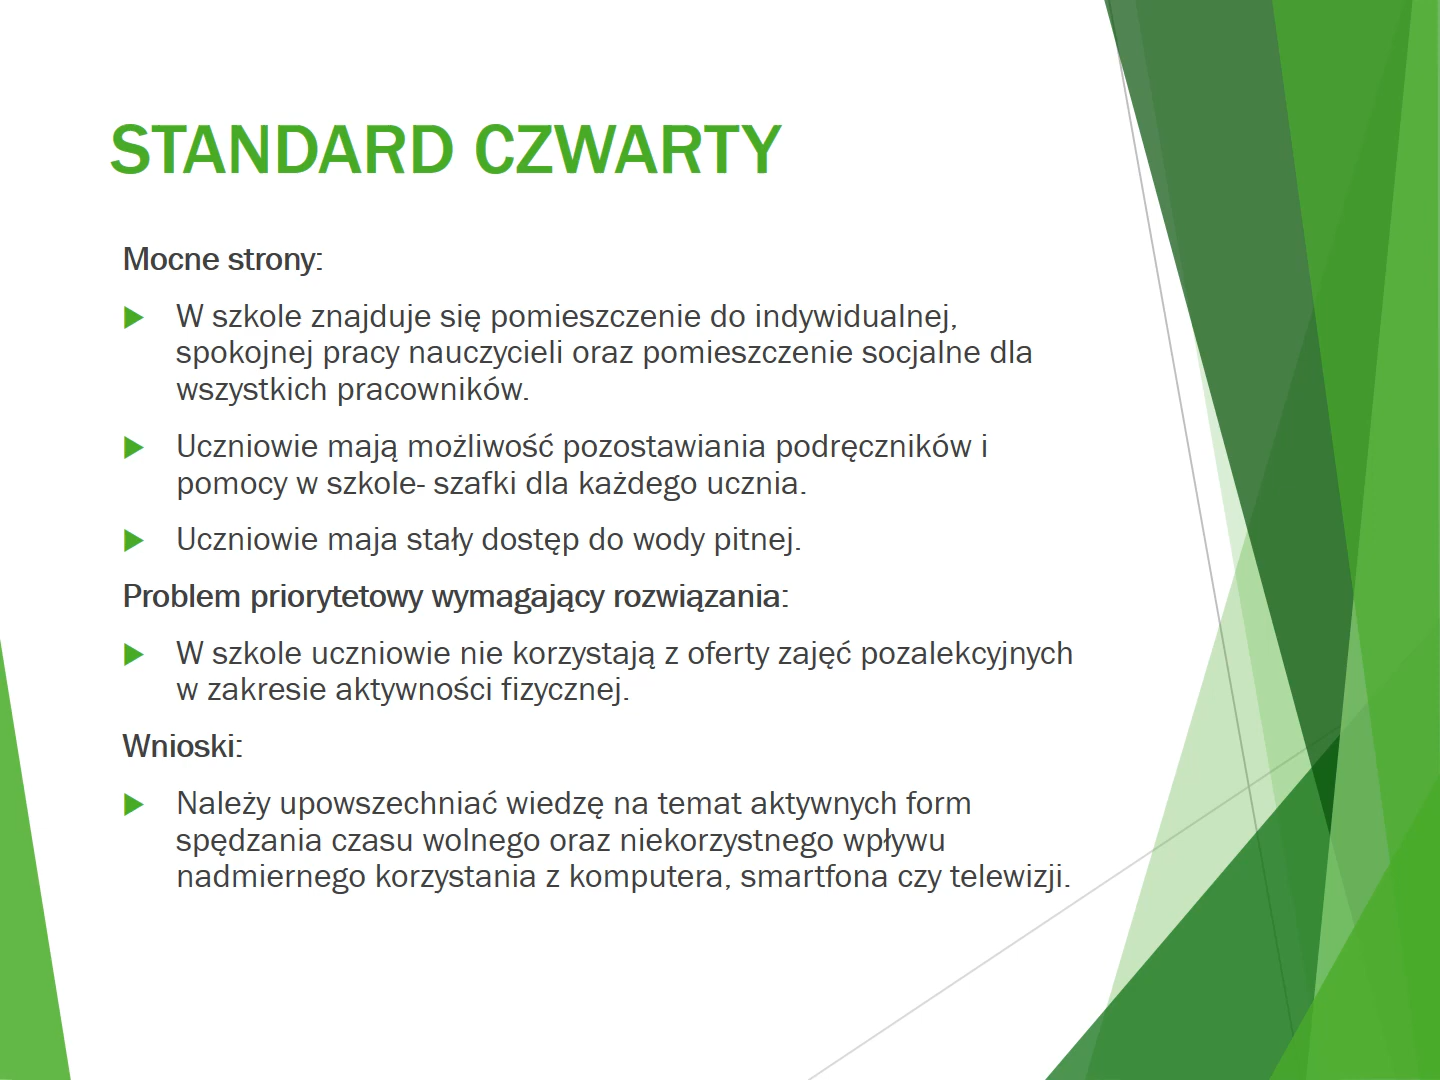 STANDARD CZWARTY
Mocne strony:
W szkole znajduje się pomieszczenie do indywidualnej,
spokojnej pracy nauczycieli oraz pomieszczenie socjalne dla
wszystkich pracowników.
Uczniowie mają możliwość pozostawiania podręczników i
pomocy w szkole- szafki dla każdego ucznia.
Uczniowie maja stały dostęp do wody pitnej.
Problem priorytetowy wymagający rozwiązania:
W szkole uczniowie nie korzystają z oferty zajęć pozalekcyjnych
w zakresie aktywności fizycznej.
Wnioski:
Należy upowszechniać wiedzę na temat aktywnych form
spędzania czasu wolnego oraz niekorzystnego wpływu
nadmiernego korzystania z komputera, smartfona czy telewizji.